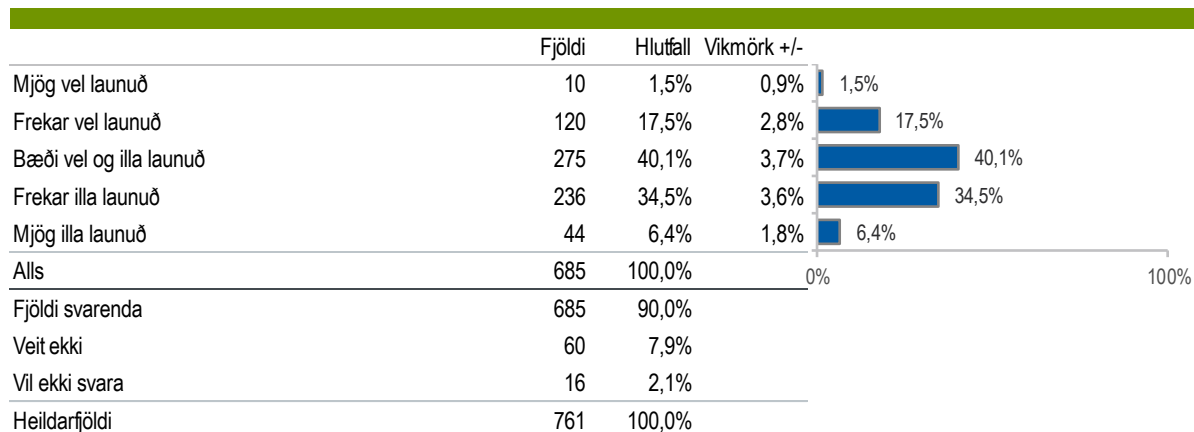 Fjöldi Hlutfall Vikmörk +/-
Mjög vel launuð 10 1,5% 0,9% 1,5%
Frekar vel launuð 120 17,5% 2,8% 17,5%
Bæði vel og illa launuð 275 40,1% 3,7% 40,1%
Frekar illa launuð 236 34,5% 3,6% 34,5%
Mjög illa launuð 44 6,4% 1,8% 6,4%
Alls 685 100,0% 0% 100%
Fjöldi svarenda 685 90,0%
Veit ekki 60 7,9%
Vil ekki svara 16 2,1%
Heildarfjöldi 761 100,0%